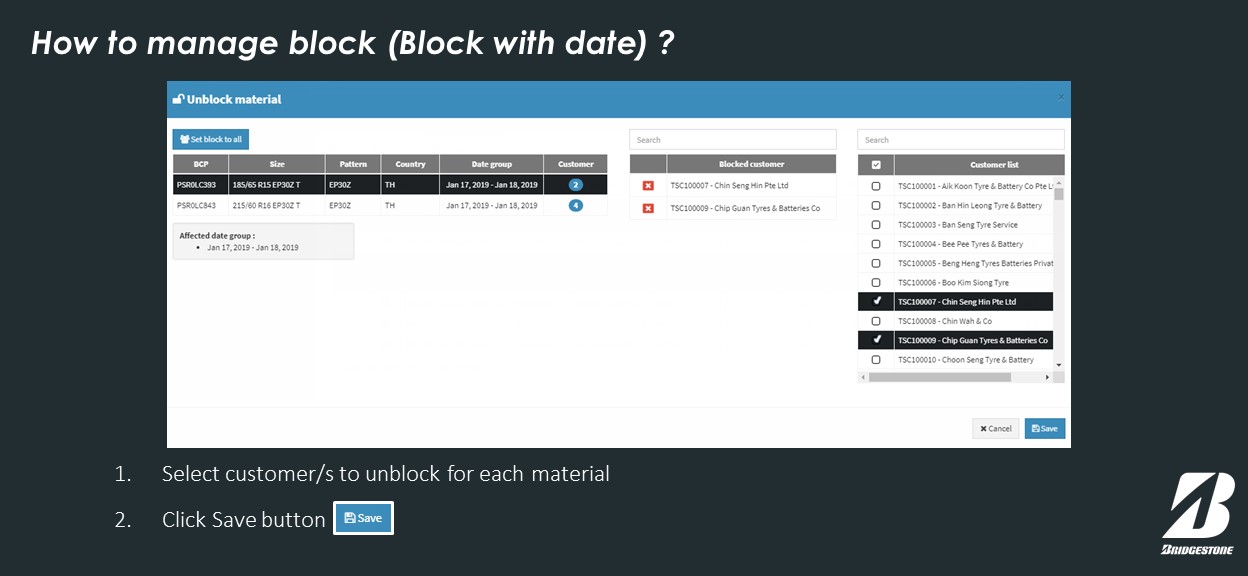 How to manage block (Block with date) ?
Unblock material
×
Set block to all
BCP Size Pattern Country Date group Customer
PSR0LC393 185/65 R15 EP30Z T EP30Z TH Jan 17, 2019 - Jan 18, 2019 2
PSR0LC843 215/60 R16 EP30Z T EP30Z TH Jan 17, 2019 - Jan 18, 2019 4
Affected date group :
• Jan 17, 2019 - Jan 18, 2019
Search
Blocked customer
TSC100007 - Chin Seng Hin Pte Ltd
TSC100009 - Chip Guan Tyres & Batteries Co
Search
Customer list
TSC100001 - Aik Koon Tyre & Battery Co Pte L
TSC100002 - Ban Hin Leong Tyre & Battery
TSC100003 - Ban Seng Tyre Service
TSC100004 - Bee Pee Tyres & Battery
TSC100005 - Beng Heng Tyres Batteries Privat
TSC100006 - Boo Kim Siong Tyre
TSC100007 - Chin Seng Hin Pte Ltd
TSC100008 - Chin Wah & Co
TSC100009 - Chip Guan Tyres & Batteries Co
TSC100010 - Choon Seng Tyre & Battery
Cancel Save
1. Select customer/s to unblock for each material
2. Click Save button Save
BRIDGESTONE